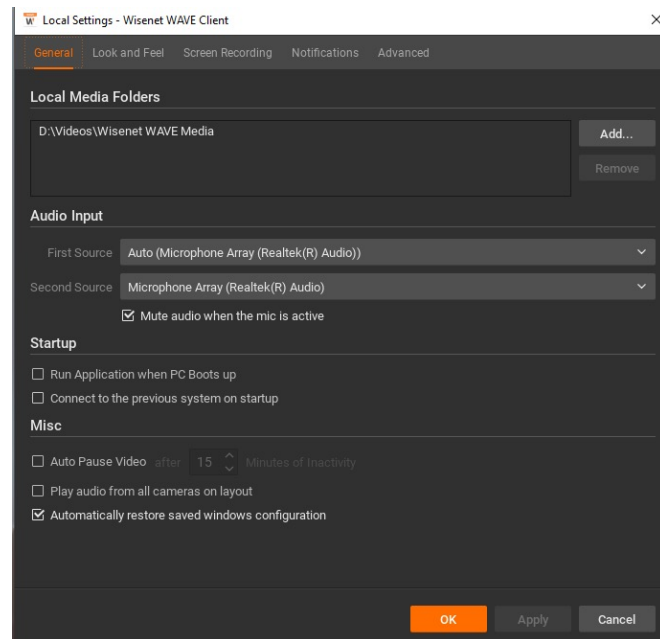 W Local Settings - Wisenet WAVE Client
General Look and Feel Screen Recording Notifications Advanced
Local Media Folders
D:\Videos\Wisenet WAVE Media
Add...
Remove
Audio Input
First Source Auto (Microphone Array (Realtek(R) Audio))
Second Source Microphone Array (Realtek(R) Audio)
Mute audio when the mic is active
Startup
Run Application when PC Boots up
Connect to the previous system on startup
Misc
Auto Pause Video after 15 Minutes of Inactivity
Play audio from all cameras on layout
Automatically restore saved windows configuration
OK Apply Cancel